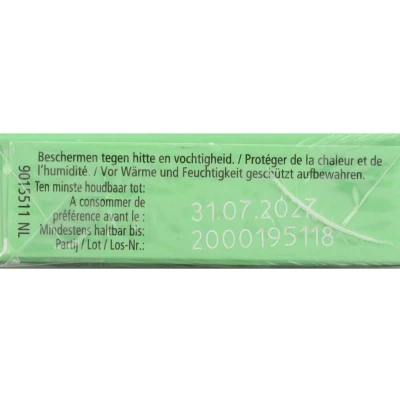 Beschermen tegen hitte en vochtigheid. / Protéger de la chaleur et de
l'humidité. / Vor Wärme und Feuchtigkeit geschützt aufbewahren.
Ten minste houdbaar tot:
A consommer de
préférence avant le :
Mindestens haltbar bis:
Partij / Lot / Los-Nr.:
31.07.2027
2000195118
9015511 NL